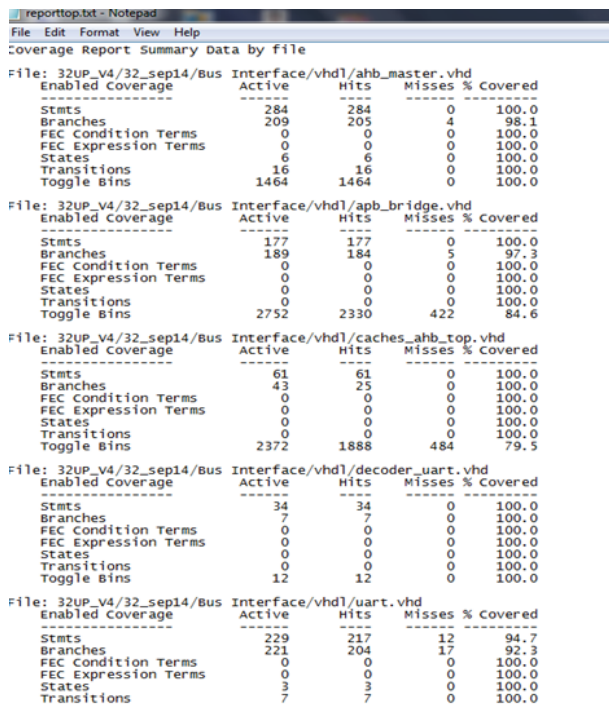 reporttop.txt - Notepad
File Edit Format View Help
Coverage Report Summary Data by file
File: 32UP_V4/32_sep14/Bus Interface/vhdl/ahb_master.vhd
Enabled Coverage Active Hits Misses % Covered
---------------- ------ ---- ------ ---------
Stmts 284 284 0 100.0
Branches 209 205 4 98.1
FEC Condition Terms 0 0 0 100.0
FEC Expression Terms 0 0 0 100.0
States 6 6 0 100.0
Transitions 16 16 0 100.0
Toggle Bins 1464 1464 0 100.0
File: 32UP_V4/32_sep14/Bus Interface/vhdl/apb_bridge.vhd
Enabled Coverage Active Hits Misses % Covered
---------------- ------ ---- ------ ---------
Stmts 177 177 0 100.0
Branches 189 184 5 97.3
FEC Condition Terms 0 0 0 100.0
FEC Expression Terms 0 0 0 100.0
States 0 0 0 100.0
Transitions 0 0 0 100.0
Toggle Bins 2752 2330 422 84.6
File: 32UP_V4/32_sep14/Bus Interface/vhdl/caches_ahb_top.vhd
Enabled Coverage Active Hits Misses % Covered
---------------- ------ ---- ------ ---------
Stmts 61 61 0 100.0
Branches 43 25 0 100.0
FEC Condition Terms 0 0 0 100.0
FEC Expression Terms 0 0 0 100.0
States 0 0 0 100.0
Transitions 0 0 0 100.0
Toggle Bins 2372 1888 484 79.5
File: 32UP_V4/32_sep14/Bus Interface/vhdl/decoder_uart.vhd
Enabled Coverage Active Hits Misses % Covered
---------------- ------ ---- ------ ---------
Stmts 34 34 0 100.0
Branches 7 7 0 100.0
FEC Condition Terms 0 0 0 100.0
FEC Expression Terms 0 0 0 100.0
States 0 0 0 100.0
Transitions 0 0 0 100.0
Toggle Bins 12 12 0 100.0
File: 32UP_V4/32_sep14/Bus Interface/vhdl/uart.vhd
Enabled Coverage Active Hits Misses % Covered
---------------- ------ ---- ------ ---------
Stmts 229 217 12 94.7
Branches 221 204 17 92.3
FEC Condition Terms 0 0 0 100.0
FEC Expression Terms 0 0 0 100.0
States 3 3 0 100.0
Transitions 7 7 0 100.0